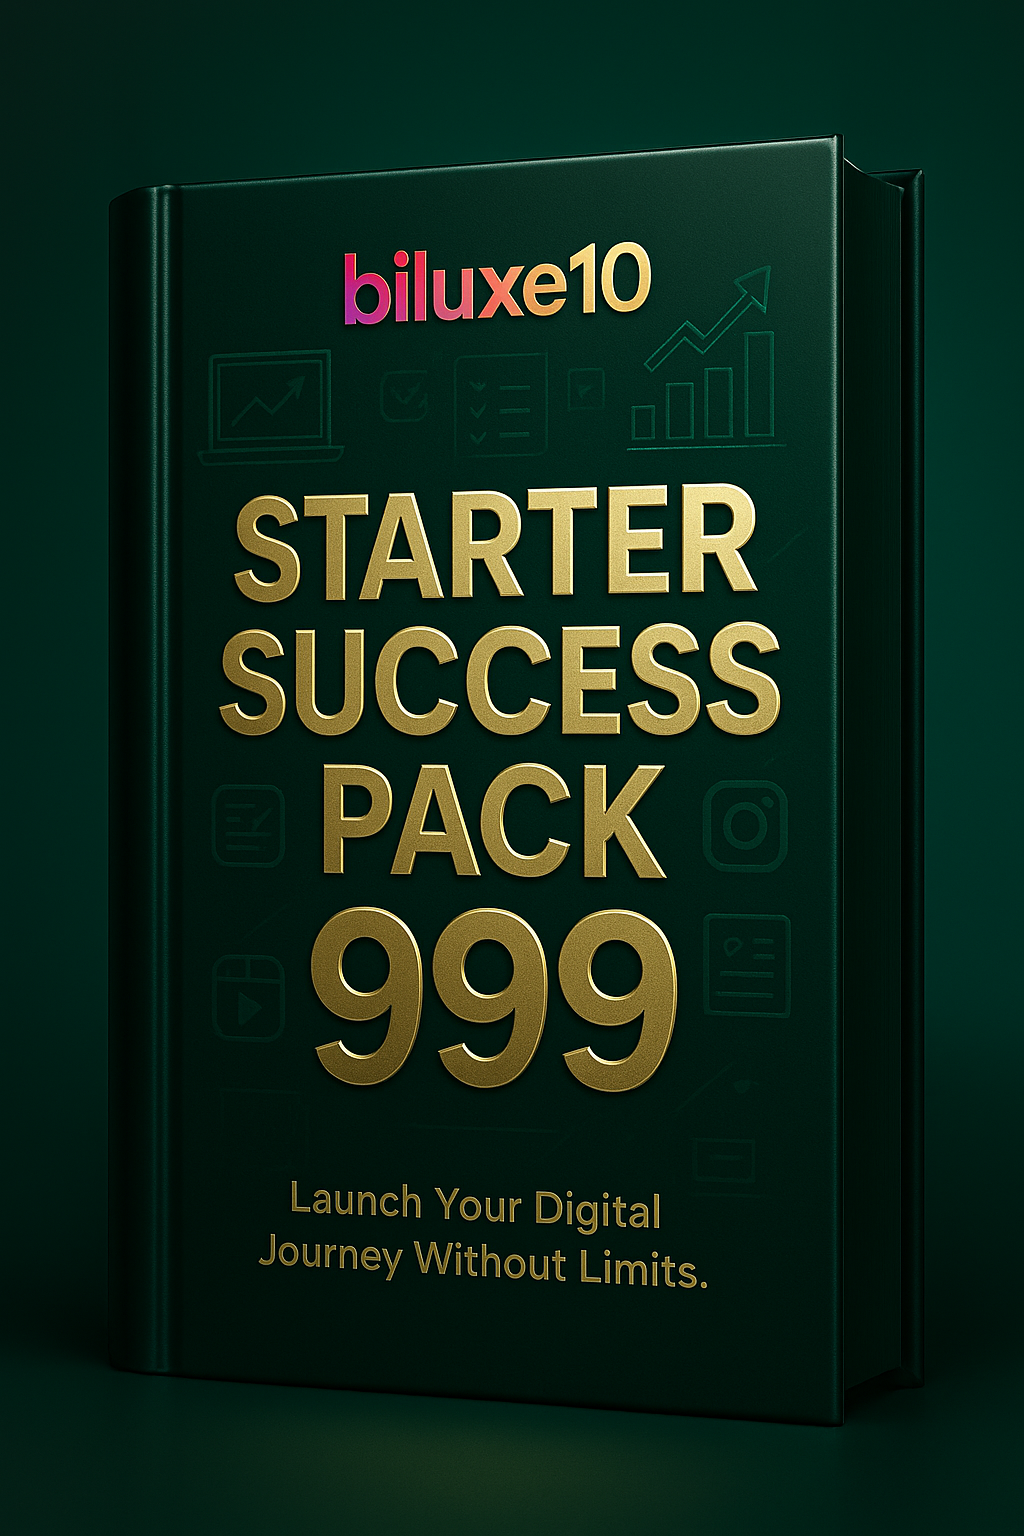 biluxe10
STARTER
SUCCESS
PACK
999
Launch Your Digital
Journey Without Limits.